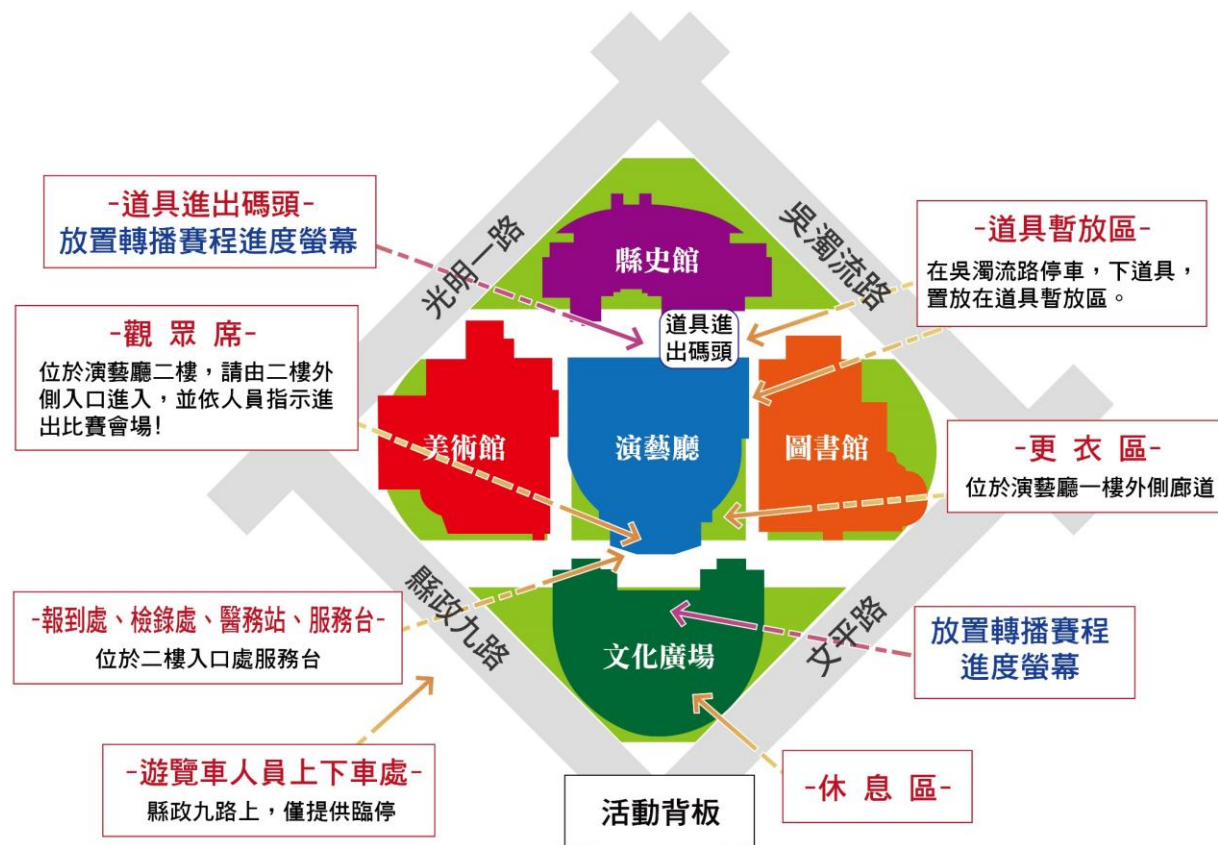 -道具進出碼頭-
放置轉播賽程進度螢幕
光明一路
吳濁流路
縣史館
-道具暫放區-
在吳濁流路停車，下道具，
置放在道具暫放區。
-觀 眾 席-
位於演藝廳二樓，請由二樓外
側入口進入，並依人員指示進
出比賽會場!
道具進
出碼頭
美術館
演藝廳
圖書館
-更 衣 區-
位於演藝廳一樓外側廊道
-報到處、檢錄處、醫務站、服務台-
位於二樓入口處服務台
縣政九路
文化廣場
文平路
放置轉播賽程
進度螢幕
-遊覽車人員上下車處-
縣政九路上，僅提供臨停
活動背板
-休 息 區-